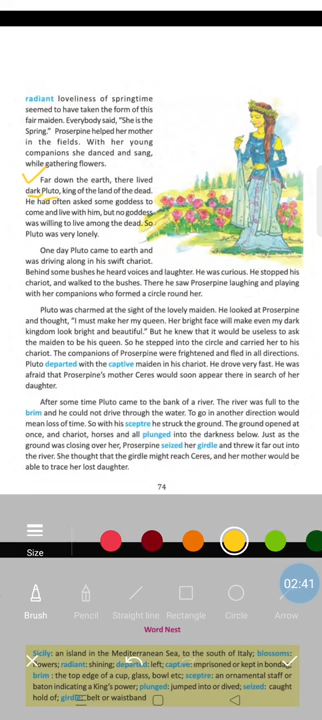 radiant loveliness of springtime
seemed to have taken the form of this
fair maiden. Everybody said, "She is the
Spring." Proserpine helped her mother
in the fields. With her young
companions she danced and sang,
while gathering flowers.
Far down the earth, there lived
dark Pluto, king of the land of the dead.
He had often asked some goddess to
come and live with him, but no goddess
was willing to live among the dead. So
Pluto was very lonely.
One day Pluto came to earth and
was driving along in his swift chariot.
Behind some bushes he heard voices and laughter. He was curious. He stopped his
chariot, and walked to the bushes. There he saw Proserpine laughing and playing
with her companions who formed a circle round her.
Pluto was charmed at the sight of the lovely maiden. He looked at Proserpine
and thought, "I must make her my queen. Her bright face will make even my dark
kingdom look bright and beautiful." But he knew that it would be useless to ask
the maiden to be his queen. So he stepped into the circle and carried her to his
chariot. The companions of Proserpine were frightened and fled in all directions.
Pluto departed with the captive maiden in his chariot. He drove very fast. He was
afraid that Proserpine's mother Ceres would soon appear there in search of her
daughter.
After some time Pluto came to the bank of a river. The river was full to the
brim and he could not drive through the water. To go in another direction would
mean loss of time. So with his sceptre he struck the ground. The ground opened at
once, and chariot, horses and all plunged into the darkness below. Just as the
ground was closing over her, Proserpine seized her girdle and threw it far out into
the river. She thought that the girdle might reach Ceres, and her mother would be
able to trace her lost daughter.
74
Size
02:41
Brush
Pencil
Straight line
Rectangle
Circle
Arrow
Word Nest
Sicily: an island in the Mediterranean Sea, to the south of Italy; blossoms:
flowers; radiant: shining; departed: left; captive: imprisoned or kept in bondage
brim : the top edge of a cup, glass, bowl etc; sceptre: an ornamental staff or
baton indicating a King's power; plunged: jumped into or dived; seized: caught
hold of; girdle: belt or waistband